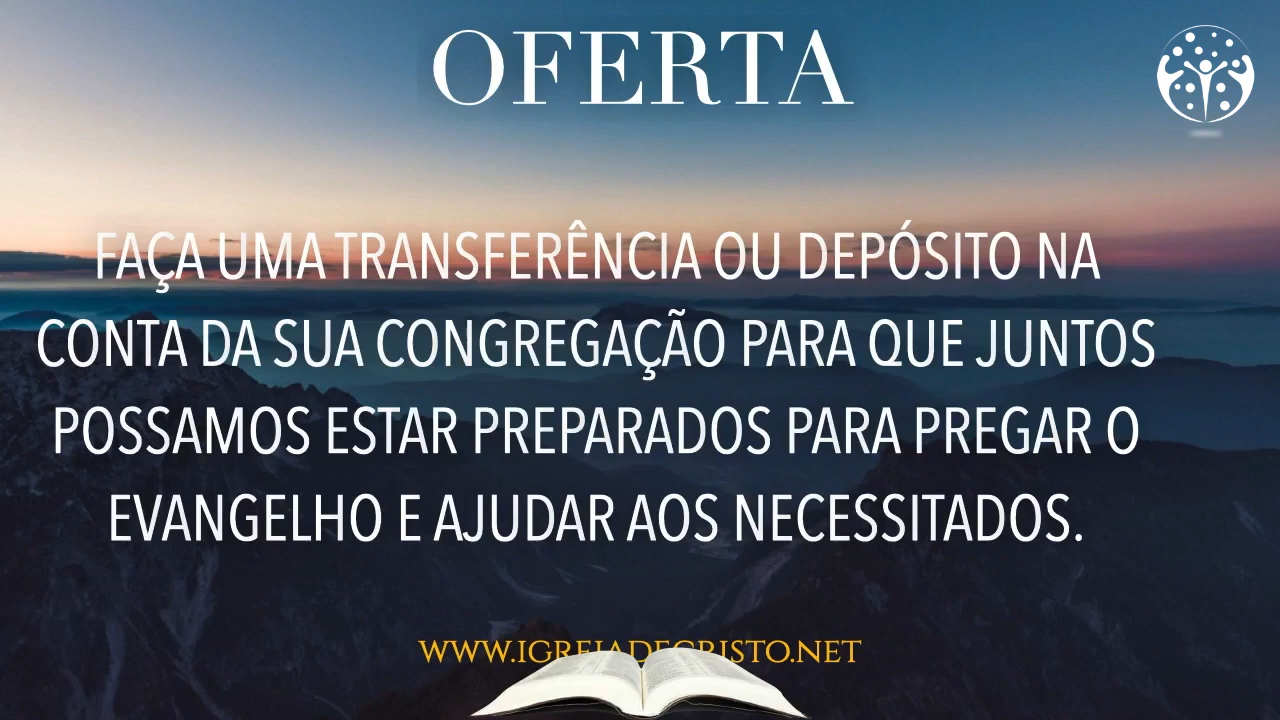 OFERTA
FAÇA UMA TRANSFERÊNCIA OU DEPÓSITO NA
CONTA DA SUA CONGREGAÇÃO PARA QUE JUNTOS
POSSAMOS ESTAR PREPARADOS PARA PREGAR O
EVANGELHO E AJUDAR AOS NECESSITADOS.
WWW.IGREJADECRISTO.NET